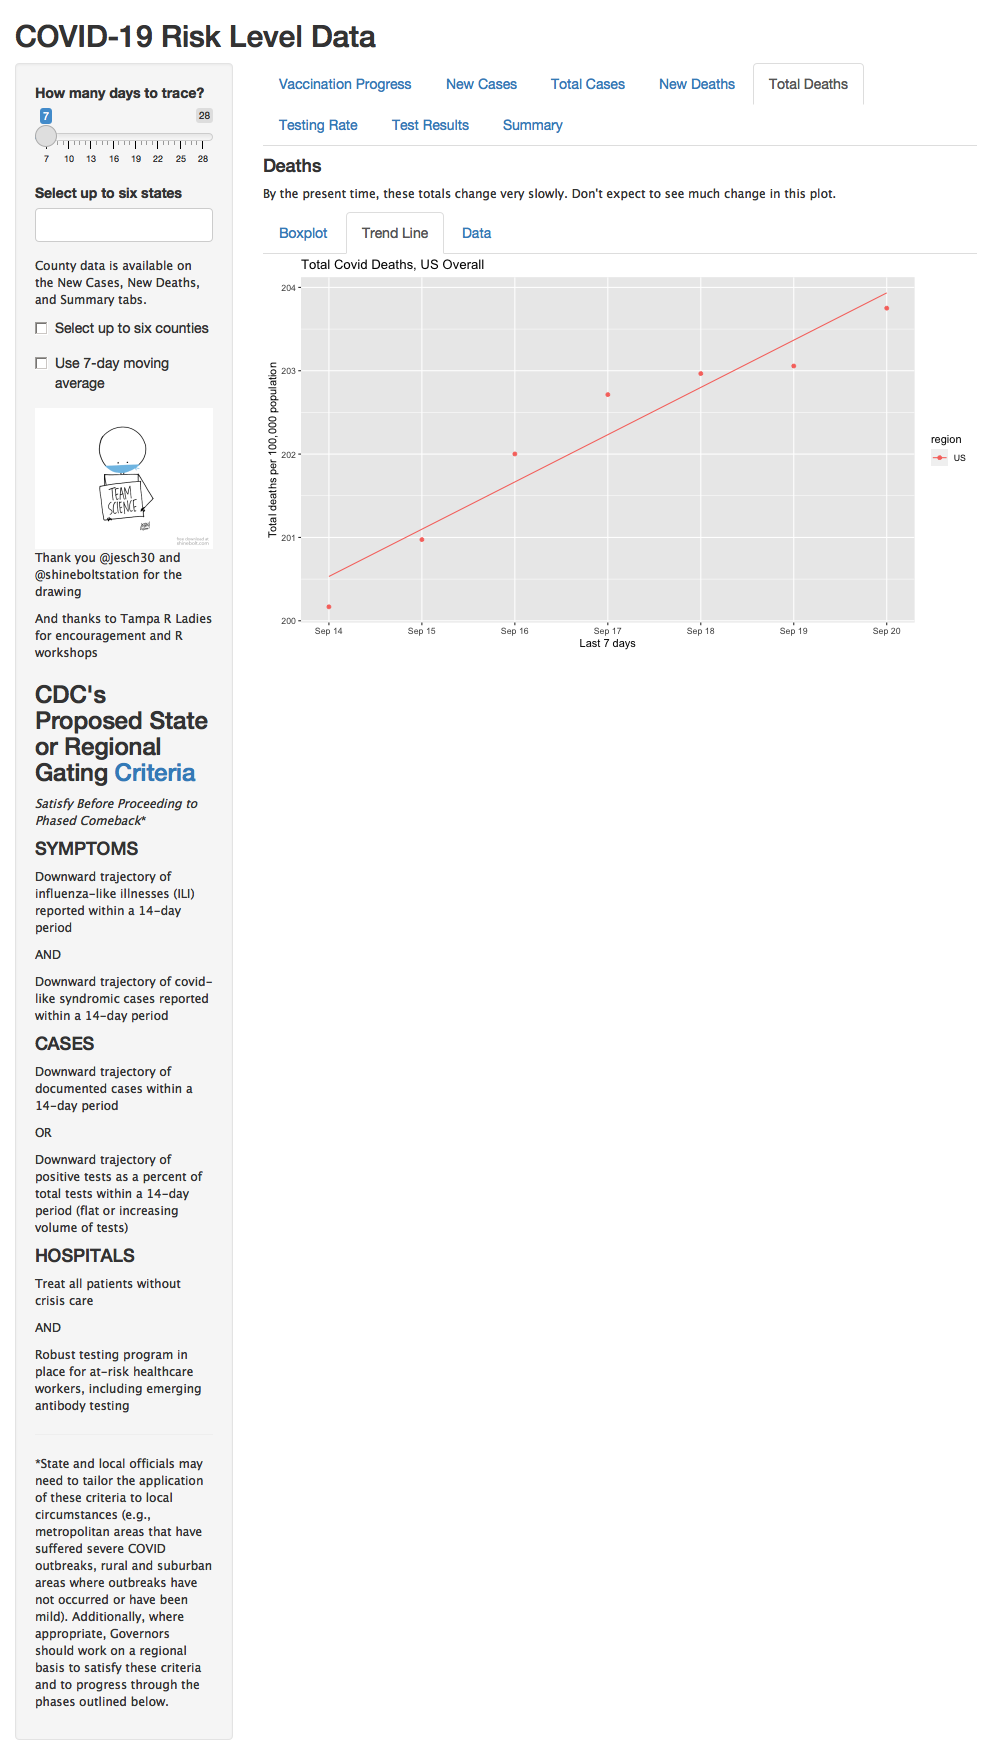 COVID-19 Risk Level Data
How many days to trace?
7
28
7 10 13 16 19 22 25 28
Select up to six states
County data is available on
the New Cases, New Deaths,
and Summary tabs.
Select up to six counties
Use 7-day moving
average
TEAM
SCIENCE
Thank you @jesch30 and
@shineboltstation for the
drawing
And thanks to Tampa R Ladies
for encouragement and R
workshops
CDC's
Proposed State
or Regional
Gating Criteria
Satisfy Before Proceeding to
Phased Comeback*
SYMPTOMS
Downward trajectory of
influenza-like illnesses (ILI)
reported within a 14-day
period
AND
Downward trajectory of covid-
like syndromic cases reported
within a 14-day period
CASES
Downward trajectory of
documented cases within a
14-day period
OR
Downward trajectory of
positive tests as a percent of
total tests within a 14-day
period (flat or increasing
volume of tests)
HOSPITALS
Treat all patients without
crisis care
AND
Robust testing program in
place for at-risk healthcare
workers, including emerging
antibody testing
*State and local officials may
need to tailor the application
of these criteria to local
circumstances (e.g.,
metropolitan areas that have
suffered severe COVID
outbreaks, rural and suburban
areas where outbreaks have
not occurred or have been
mild). Additionally, where
appropriate, Governors
should work on a regional
basis to satisfy these criteria
and to progress through the
phases outlined below.
Vaccination Progress New Cases Total Cases New Deaths Total Deaths
Testing Rate Test Results Summary
Deaths
By the present time, these totals change very slowly. Don't expect to see much change in this plot.
Boxplot Trend Line Data
Total Covid Deaths, US Overall
Total deaths per 100,000 population
204
203
202
201
200
Sep 14 Sep 15 Sep 16 Sep 17 Sep 18 Sep 19 Sep 20
Last 7 days
region
US